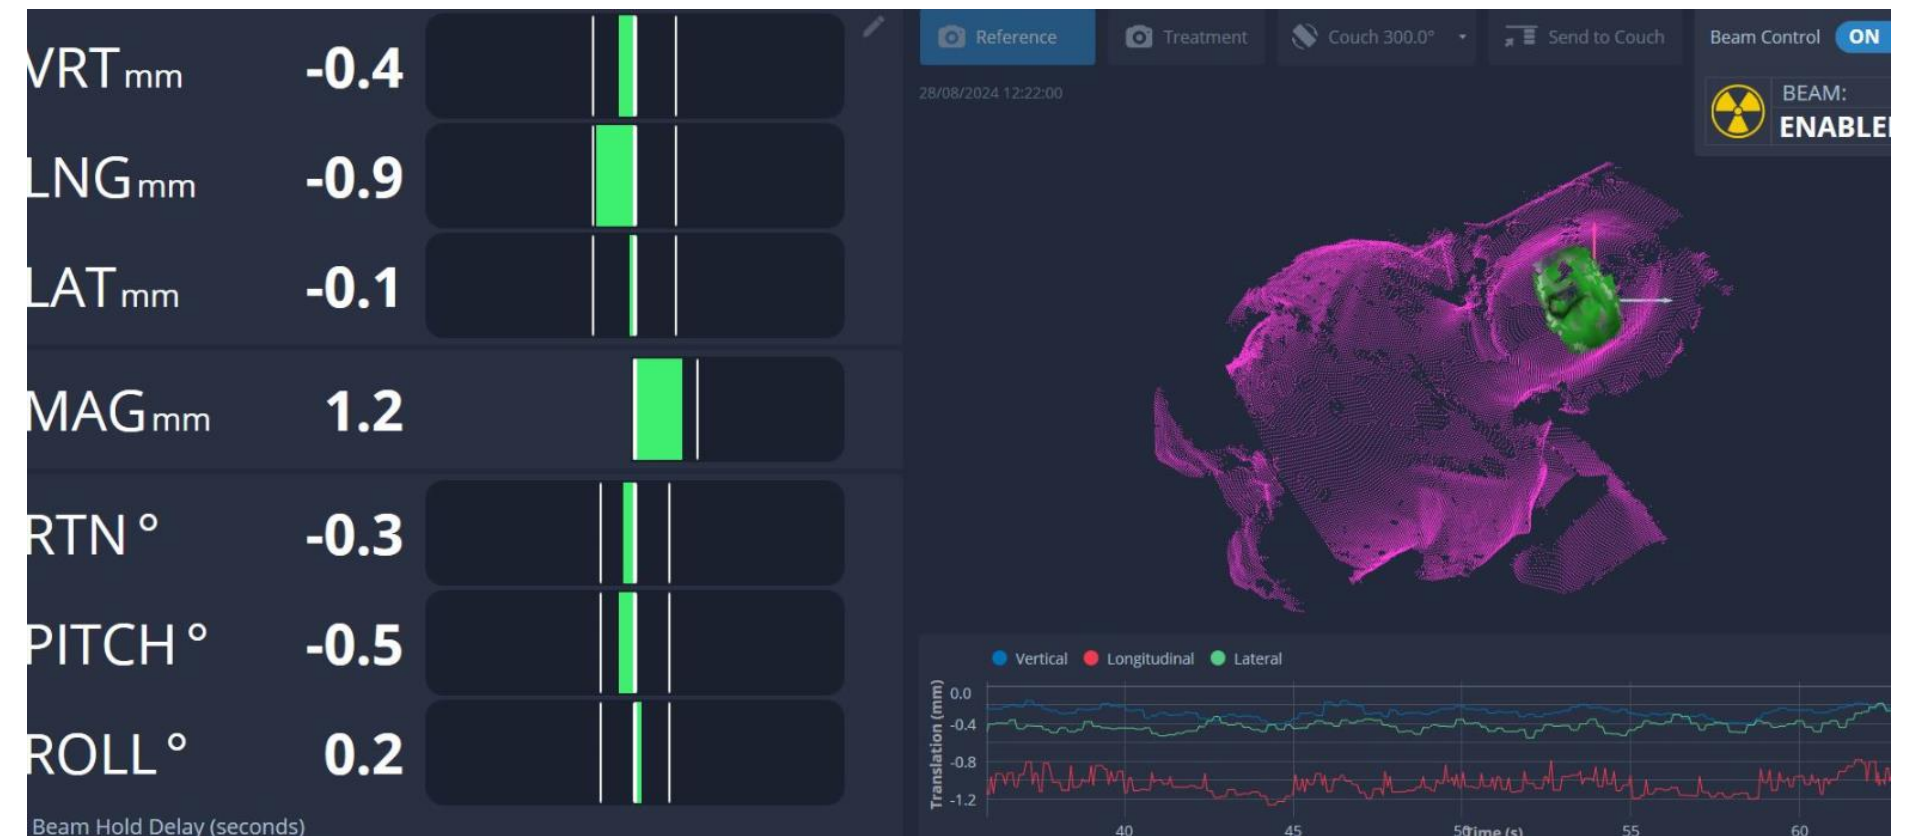 VRT mm -0.4
LNG mm -0.9
LAT mm -0.1
MAG mm 1.2
RTN ° -0.3
PITCH ° -0.5
ROLL ° 0.2
Beam Hold Delay (seconds)
Reference Treatment Couch 300.0° Send to Couch Beam Control ON
28/08/2024 12:22:00
BEAM:
ENABLE
Vertical Longitudinal Lateral
Translation (mm)
0.0
-0.4
-0.8
-1.2
40 45 50 55 60
Time (s)